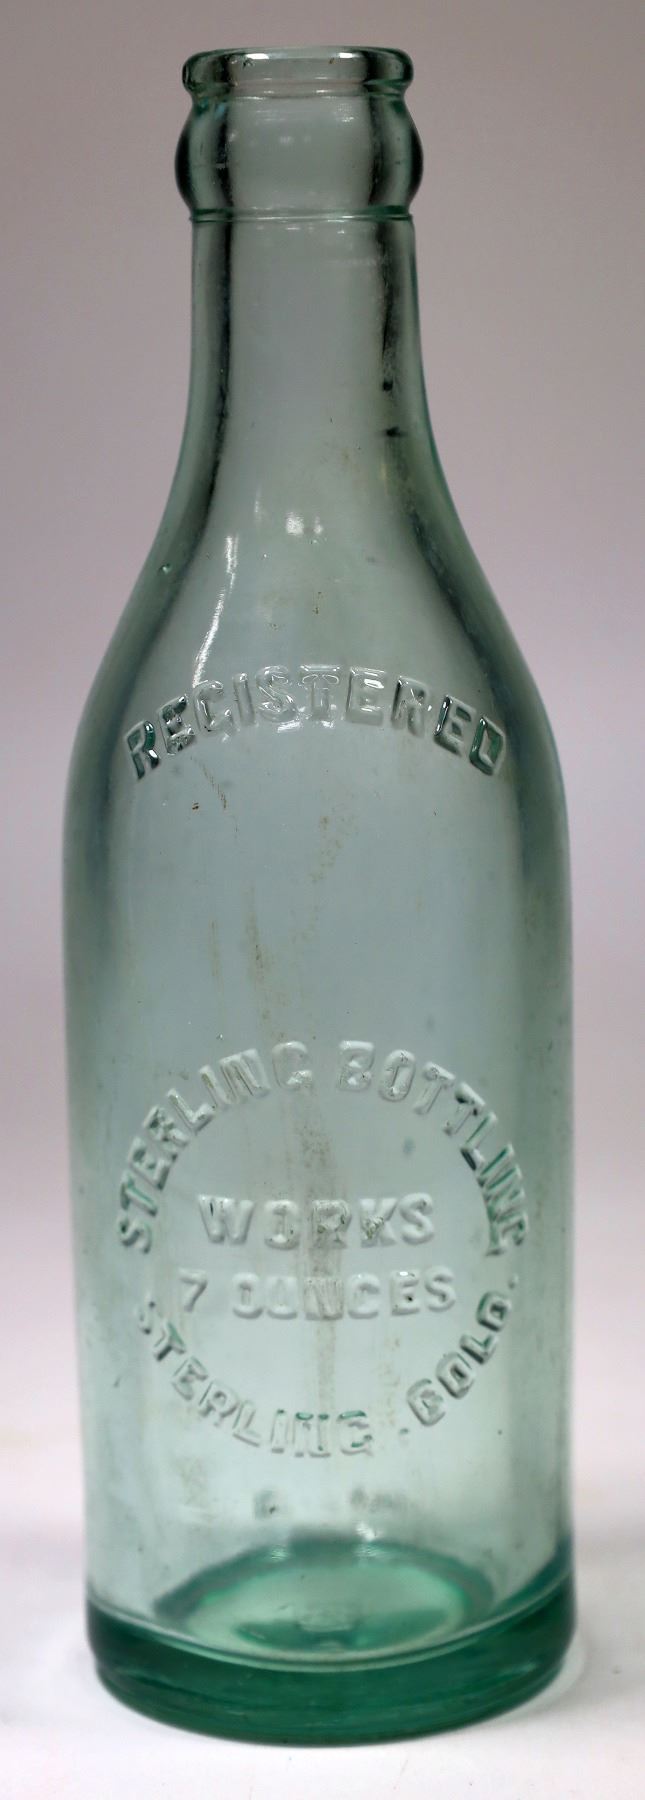 REGISTERED
STERLING BOTTLING
WORKS
7 OUNCES
STERLING . COLO.